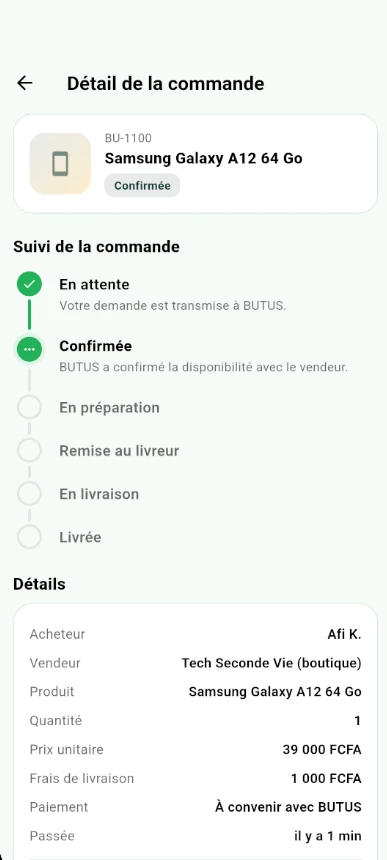 Détail de la commande
BU-1100
Samsung Galaxy A12 64 Go
Confirmée
Suivi de la commande
En attente
Votre demande est transmise à BUTUS.
Confirmée
BUTUS a confirmé la disponibilité avec le vendeur.
En préparation
Remise au livreur
En livraison
Livrée
Détails
Acheteur Afi K.
Vendeur Tech Seconde Vie (boutique)
Produit Samsung Galaxy A12 64 Go
Quantité 1
Prix unitaire 39 000 FCFA
Frais de livraison 1 000 FCFA
Paiement À convenir avec BUTUS
Passée il y a 1 min